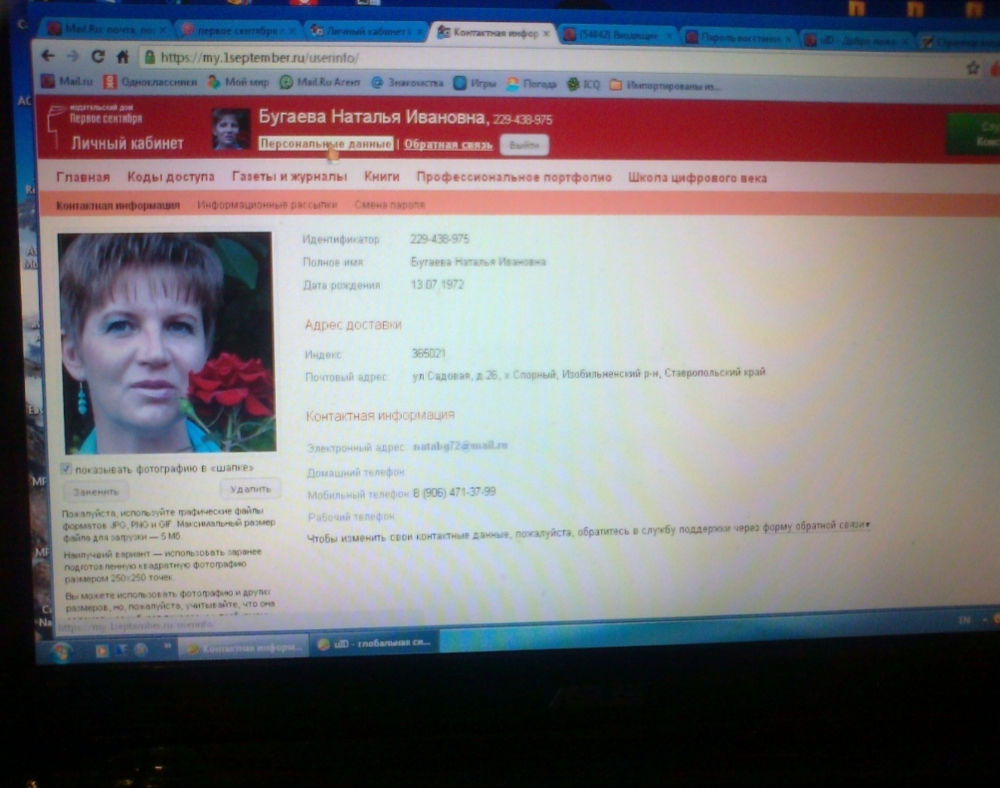 Mail.Ru: почта, по
первое сентября
Личный кабинет
Контактная инфор
(54042) Входящие
Пароль восстанов
uID - Добро
https://my.1september.ru/userinfo/
Mail.ru Одноклассники Мой мир Mail.Ru Агент Знакомства Игры Погода ICQ Импортированы из...
издательский дом
Первое сентября
Личный кабинет
Бугаева Наталья Ивановна, 229-438-975
Персональные данные | Обратная связь Выйти
Главная Коды доступа Газеты и журналы Книги Профессиональное портфолио Школа цифрового века
Контактная информация Информационные рассылки Смена пароля
Идентификатор 229-438-975
Полное имя Бугаева Наталья Ивановна
Дата рождения 13.07.1972
Адрес доставки
Индекс: 365021
Почтовый адрес: ул Садовая, д.26, х Спорный, Изобильненский р-н, Ставропольский край
Контактная информация
Электронный адрес: natabg72@mail.ru
Домашний телефон
Мобильный телефон 8 (906) 471-37-99
Рабочий телефон
Чтобы изменить свои контактные данные, пожалуйста, обратитесь в службу поддержки через форму обратной связи
показывать фотографию в «шапке»
Заменить Удалить
Пожалуйста, используйте графические файлы
форматов JPG, PNG и GIF. Максимальный размер
файла для загрузки — 5 Мб.
Наилучший вариант — использовать заранее
подготовленную квадратную фотографию
размером 250x250 точек
Вы можете использовать фотографию и других
размеров, но, пожалуйста, учитывайте, что она
https://my.1september.ru/userinfo/
Контактная информ...
uID - глобальная си...
EN